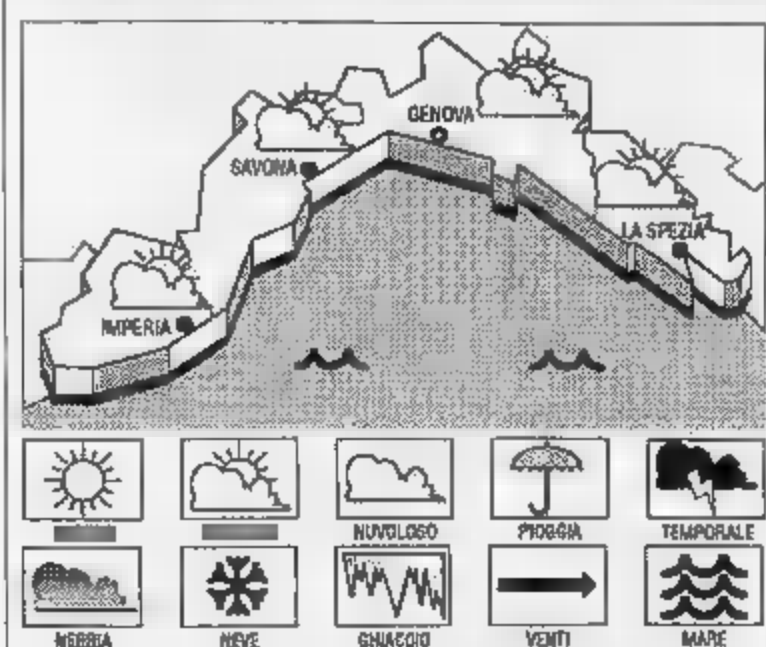 GENOVA
SAVONA
LA SPEZIA
IMPERIA
NUVOLOSO
PIOGGIA
TEMPORALE
NEBBIA
NEVE
GHIACCIO
VENTI
MARE